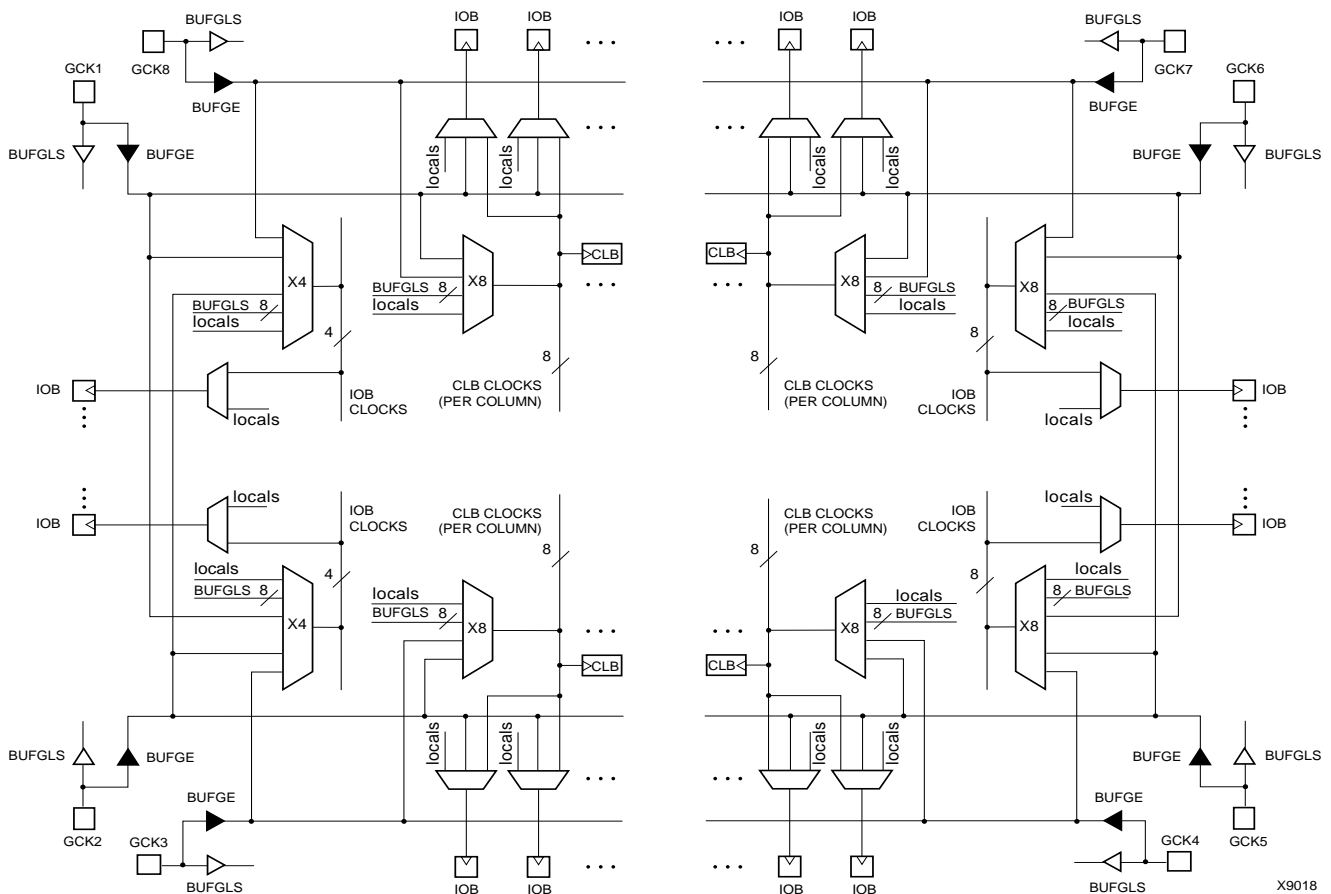 BUFGLS
IOB
IOB
BUFGLS
GCK8
GCK7
GCK1
GCK6
BUFGE
BUFGE
BUFGLS
BUFGE
BUFGE
BUFGLS
locals
locals
locals
locals
X4
X8
CLB
CLB
X8
X8
BUFGLS 8
locals
BUFGLS 8
locals
8 BUFGLS
locals
8 BUFGLS
locals
4
8
8
8
IOB
IOB CLOCKS
CLB CLOCKS
(PER COLUMN)
CLB CLOCKS
(PER COLUMN)
IOB
CLOCKS
IOB
locals
locals
locals
locals
IOB
IOB
CLOCKS
CLB CLOCKS
(PER COLUMN)
CLB CLOCKS
(PER COLUMN)
IOB
CLOCKS
IOB
4
8
8
8
locals
BUFGLS 8
locals
BUFGLS 8
locals
8 BUFGLS
locals
8 BUFGLS
X4
X8
X8
X8
CLB
CLB
locals
locals
locals
locals
BUFGLS
BUFGE
BUFGE
BUFGLS
BUFGE
BUFGE
GCK2
GCK3
GCK4
GCK5
BUFGLS
IOB
IOB
IOB
IOB
BUFGLS
X9018